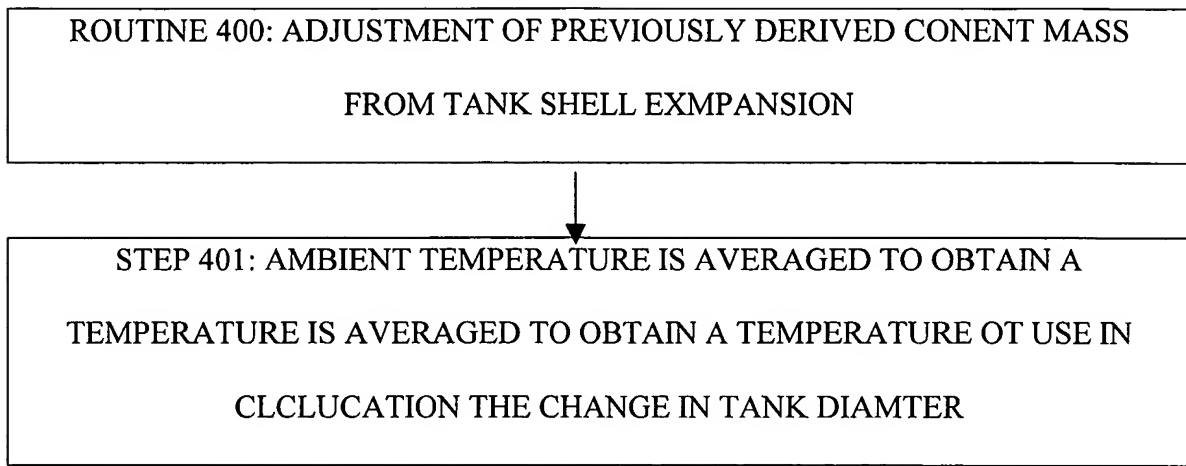 ROUTINE 400: ADJUSTMENT OF PREVIOUSLY DERIVED CONENT MASS
FROM TANK SHELL EXMPANSION
STEP 401: AMBIENT TEMPERATURE IS AVERAGED TO OBTAIN A
TEMPERATURE IS AVERAGED TO OBTAIN A TEMPERATURE OT USE IN
CLCLUCATION THE CHANGE IN TANK DIAMTER